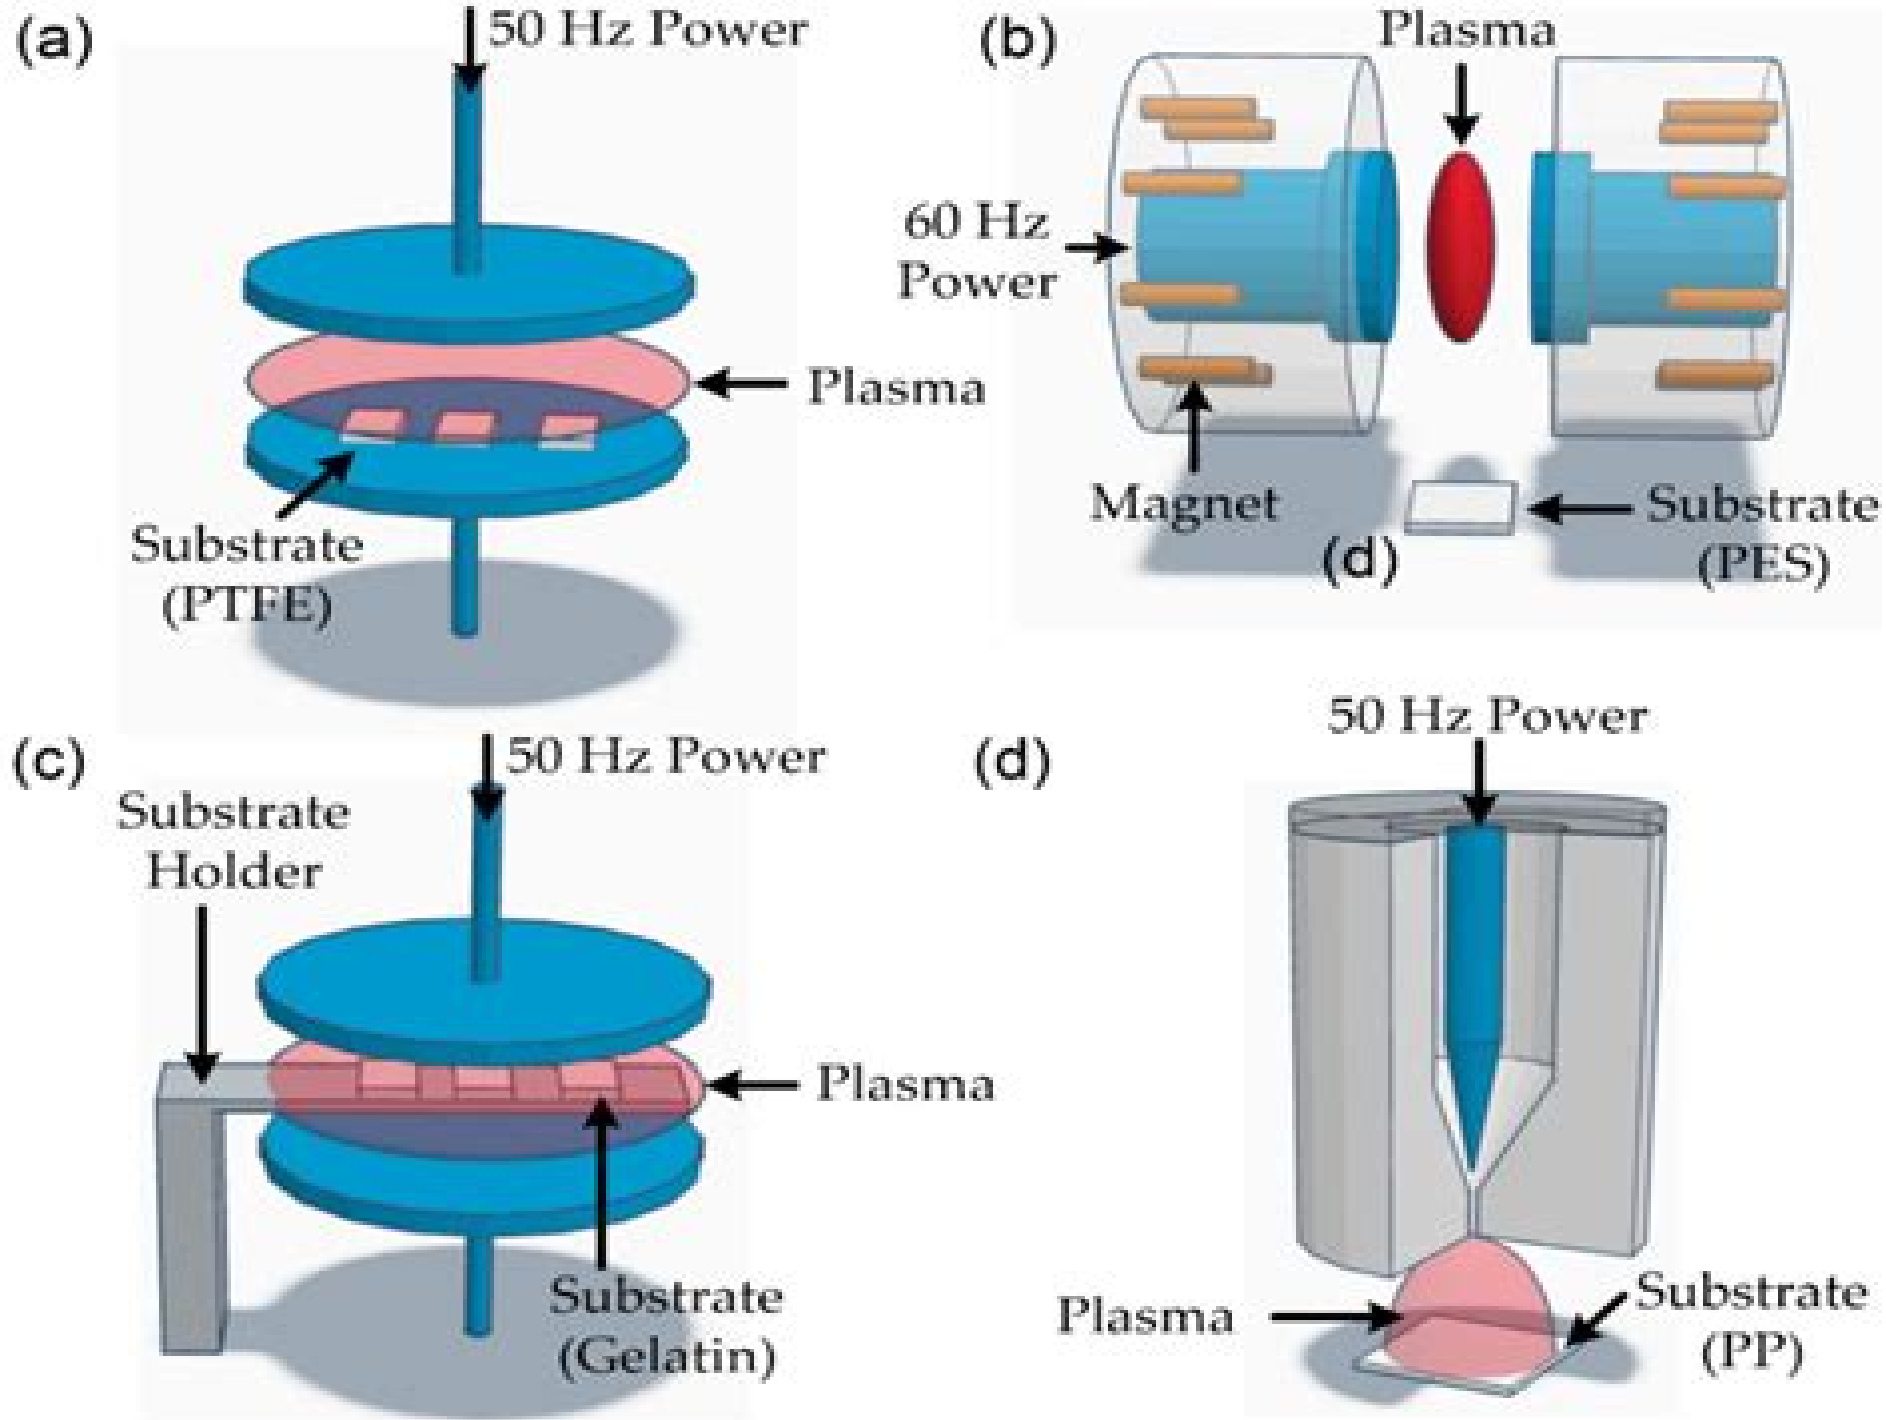 (a)
50 Hz Power
Plasma
Substrate
(PTFE)
(b)
Plasma
60 Hz
Power
Magnet
Substrate
(PES)
(d)
(c)
50 Hz Power
Substrate
Holder
Plasma
Substrate
(Gelatin)
(d)
50 Hz Power
Plasma
Substrate
(PP)